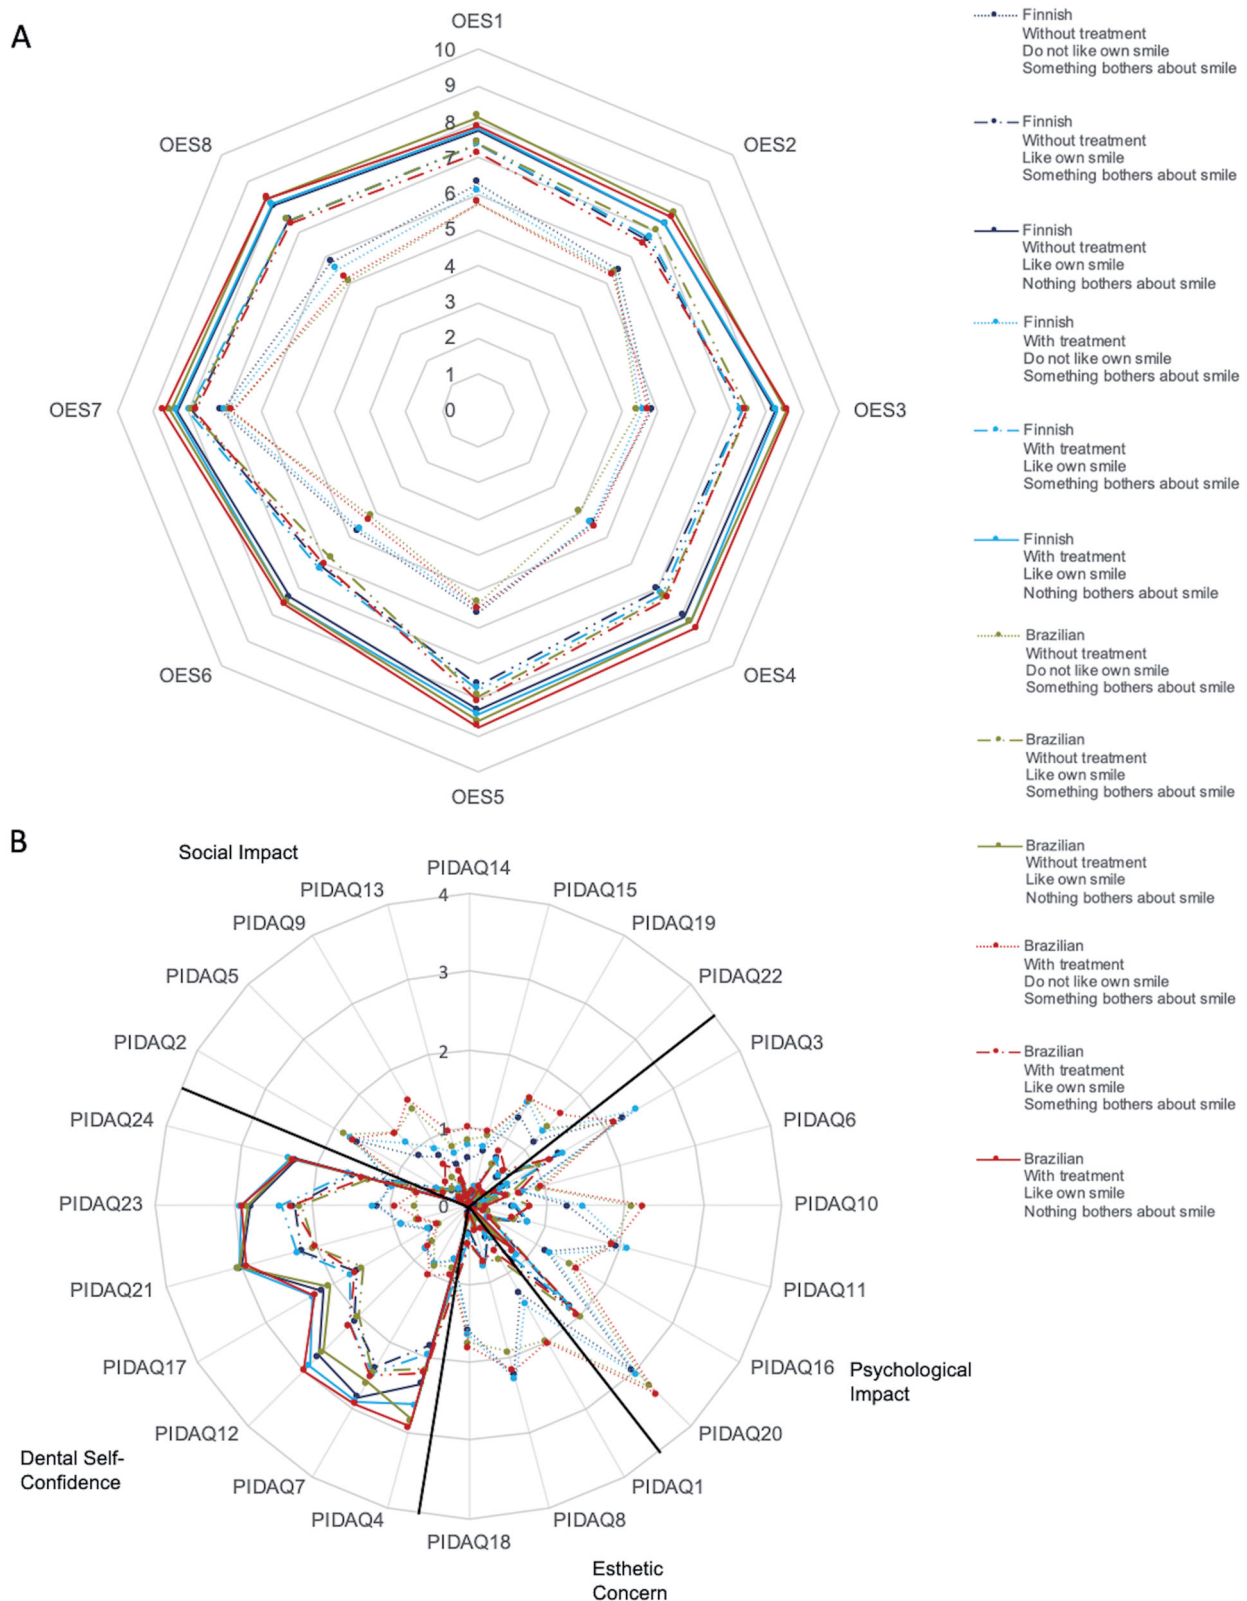 A
OES1
OES2
OES3
OES4
OES5
OES6
OES7
OES8
10
9
8
7
6
5
4
3
2
1
0
Finnish
Without treatment
Do not like own smile
Something bothers about smile
Finnish
Without treatment
Like own smile
Something bothers about smile
Finnish
Without treatment
Like own smile
Nothing bothers about smile
Finnish
With treatment
Do not like own smile
Something bothers about smile
Finnish
With treatment
Like own smile
Something bothers about smile
Finnish
With treatment
Like own smile
Nothing bothers about smile
Brazilian
Without treatment
Do not like own smile
Something bothers about smile
Brazilian
Without treatment
Like own smile
Something bothers about smile
Brazilian
Without treatment
Like own smile
Nothing bothers about smile
Brazilian
With treatment
Do not like own smile
Something bothers about smile
Brazilian
With treatment
Like own smile
Something bothers about smile
Brazilian
With treatment
Like own smile
Nothing bothers about smile
B
Social Impact
PIDAQ14
PIDAQ15
PIDAQ19
PIDAQ22
PIDAQ3
PIDAQ6
PIDAQ10
PIDAQ11
PIDAQ16
PIDAQ20
PIDAQ1
PIDAQ8
PIDAQ18
PIDAQ4
PIDAQ7
PIDAQ12
PIDAQ17
PIDAQ21
PIDAQ23
PIDAQ24
PIDAQ2
PIDAQ5
PIDAQ9
PIDAQ13
4
3
2
1
0
Psychological
Impact
Dental Self-
Confidence
Esthetic
Concern